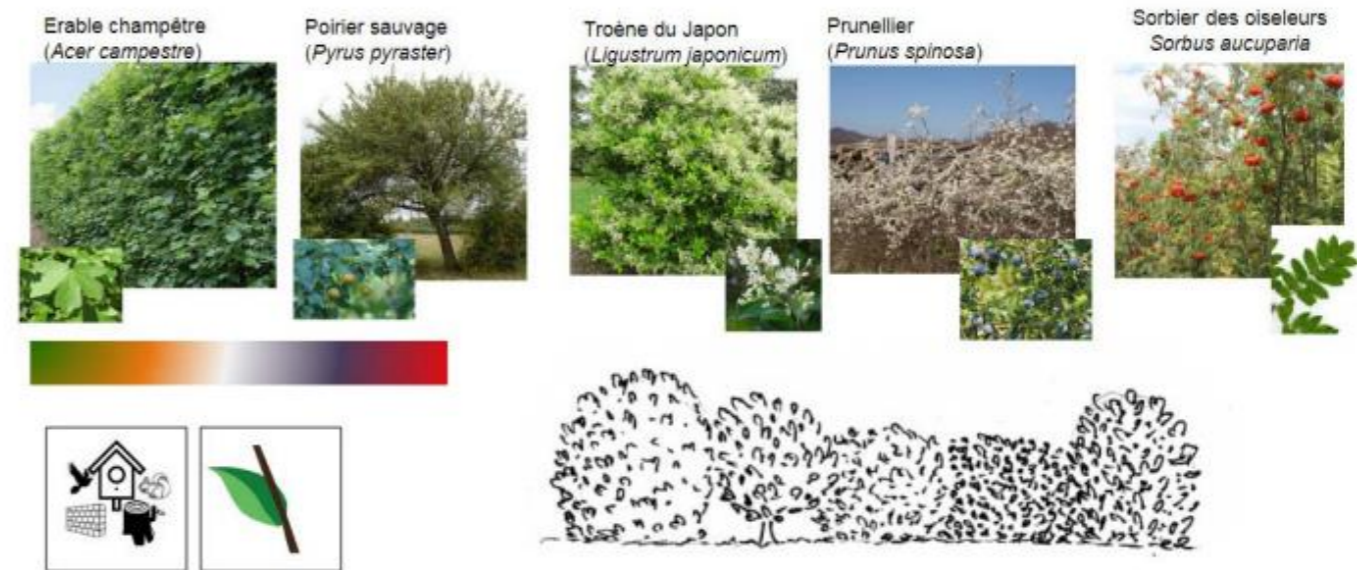 Erable champêtre
(Acer campestre)
Poirier sauvage
(Pyrus pyraster)
Troène du Japon
(Ligustrum japonicum)
Prunellier
(Prunus spinosa)
Sorbier des oiseleurs
Sorbus aucuparia